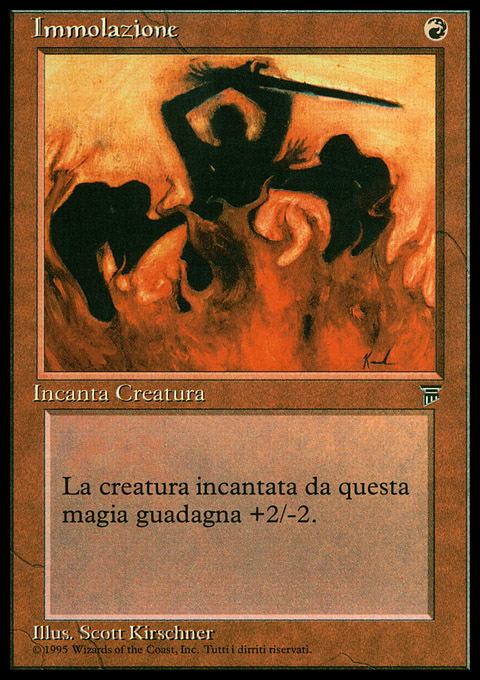 Immolazione
Incanta Creatura
La creatura incantata da questa
magia guadagna +2/-2.
Illus. Scott Kirschner
©1995 Wizards of the Coast, Inc. Tutti i dirriti riservati.